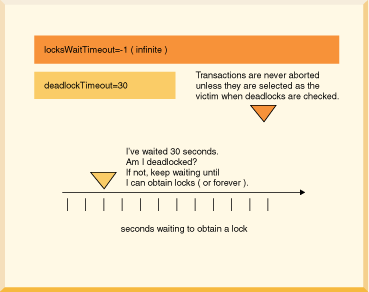 locksWaitTimeout=-1 ( infinite )
deadlockTimeout=30
Transactions are never aborted
unless they are selected as the
victim when deadlocks are checked.
I've waited 30 seconds.
Am I deadlocked?
If not, keep waiting until
I can obtain locks ( or forever ).
seconds waiting to obtain a lock